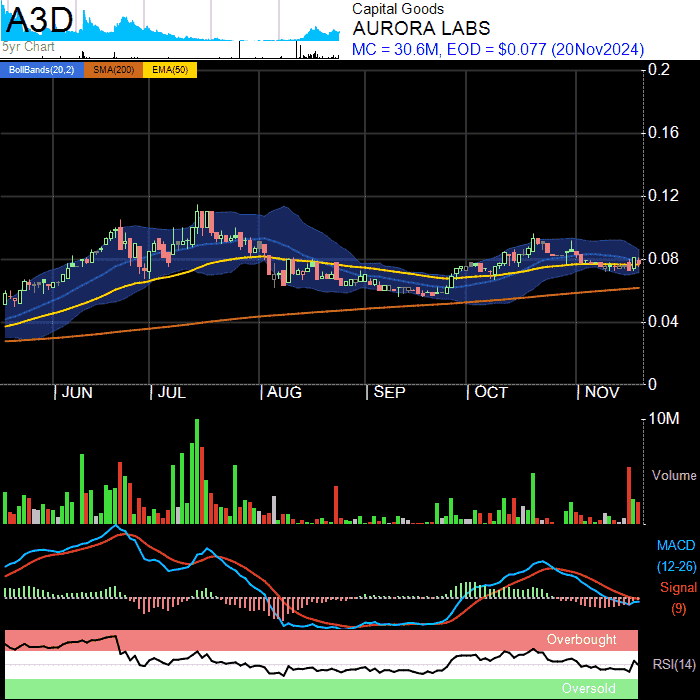 A3D
5yr Chart
Capital Goods
AURORA LABS
MC = 30.6M, EOD = $0.077 (20Nov2024)
BollBands(20,2) SMA(200) EMA(50)
0.2
0.16
0.12
0.08
0.04
0
JUN JUL AUG SEP OCT NOV
10M
Volume
MACD
(12-26)
Signal
(9)
Overbought
RSI(14)
Oversold